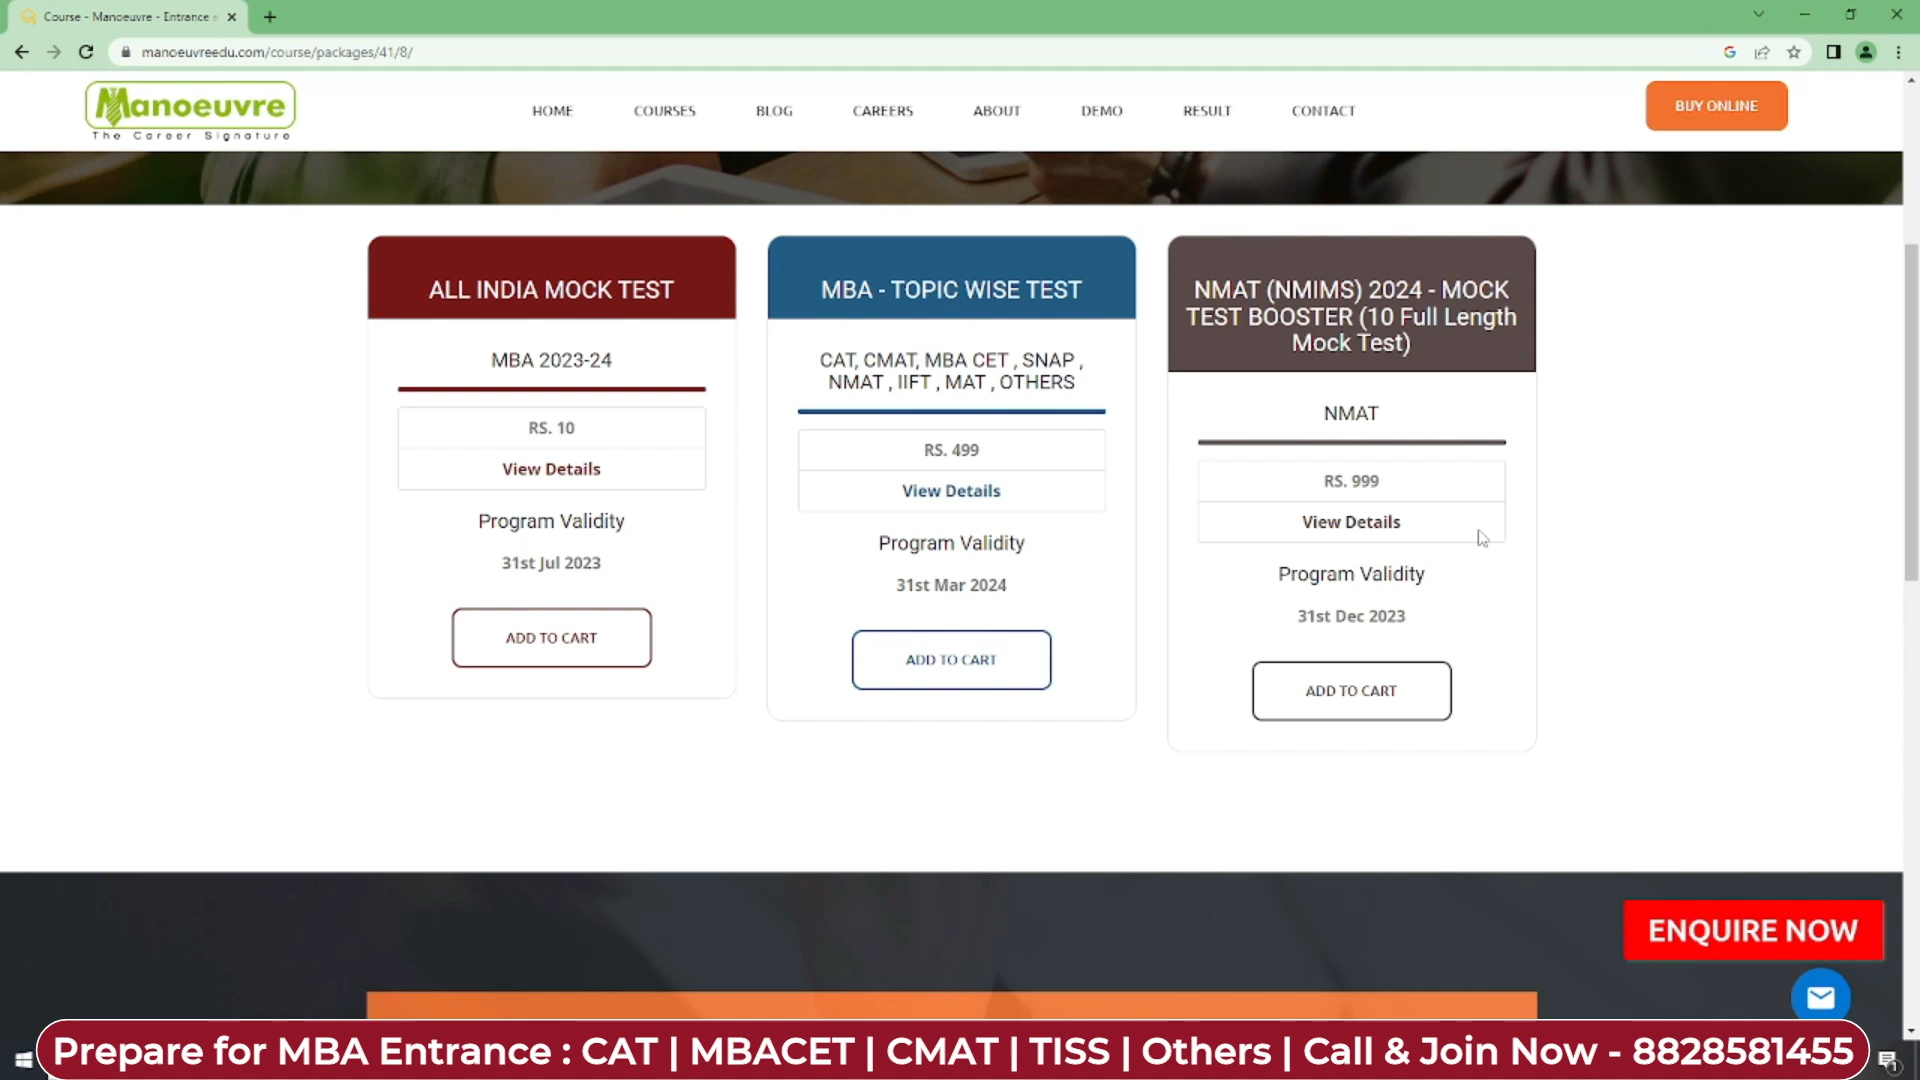 Course - Manoeuvre - Entrance e
manoeuvreedu.com/course/packages/41/8/
Manoeuvre
The Career Signature
HOME
COURSES
BLOG
CAREERS
ABOUT
DEMO
RESULT
CONTACT
BUY ONLINE
ALL INDIA MOCK TEST
MBA 2023-24
RS. 10
View Details
Program Validity
31st Jul 2023
ADD TO CART
MBA - TOPIC WISE TEST
CAT, CMAT, MBA CET , SNAP ,
NMAT , IIFT , MAT , OTHERS
RS. 499
View Details
Program Validity
31st Mar 2024
ADD TO CART
NMAT (NMIMS) 2024 - MOCK
TEST BOOSTER (10 Full Length
Mock Test)
NMAT
RS. 999
View Details
Program Validity
31st Dec 2023
ADD TO CART
ENQUIRE NOW
Prepare for MBA Entrance : CAT | MBACET | CMAT | TISS | Others | Call & Join Now - 8828581455